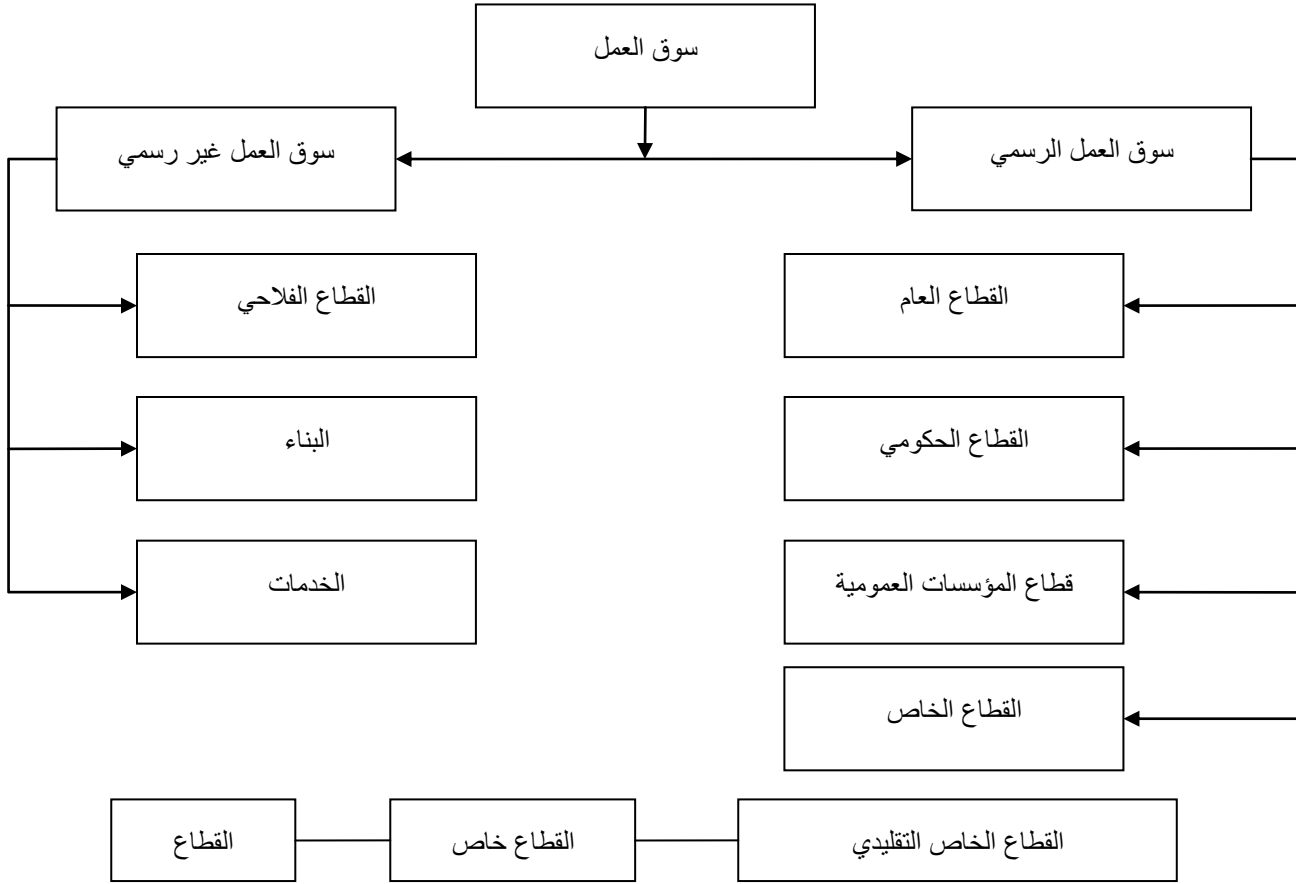 سوق العمل
سوق العمل الرسمي
سوق العمل غير رسمي
القطاع العام
القطاع الفلاحي
القطاع الحكومي
البناء
قطاع المؤسسات العمومية
الخدمات
القطاع الخاص
القطاع الخاص التقليدي
القطاع خاص
القطاع